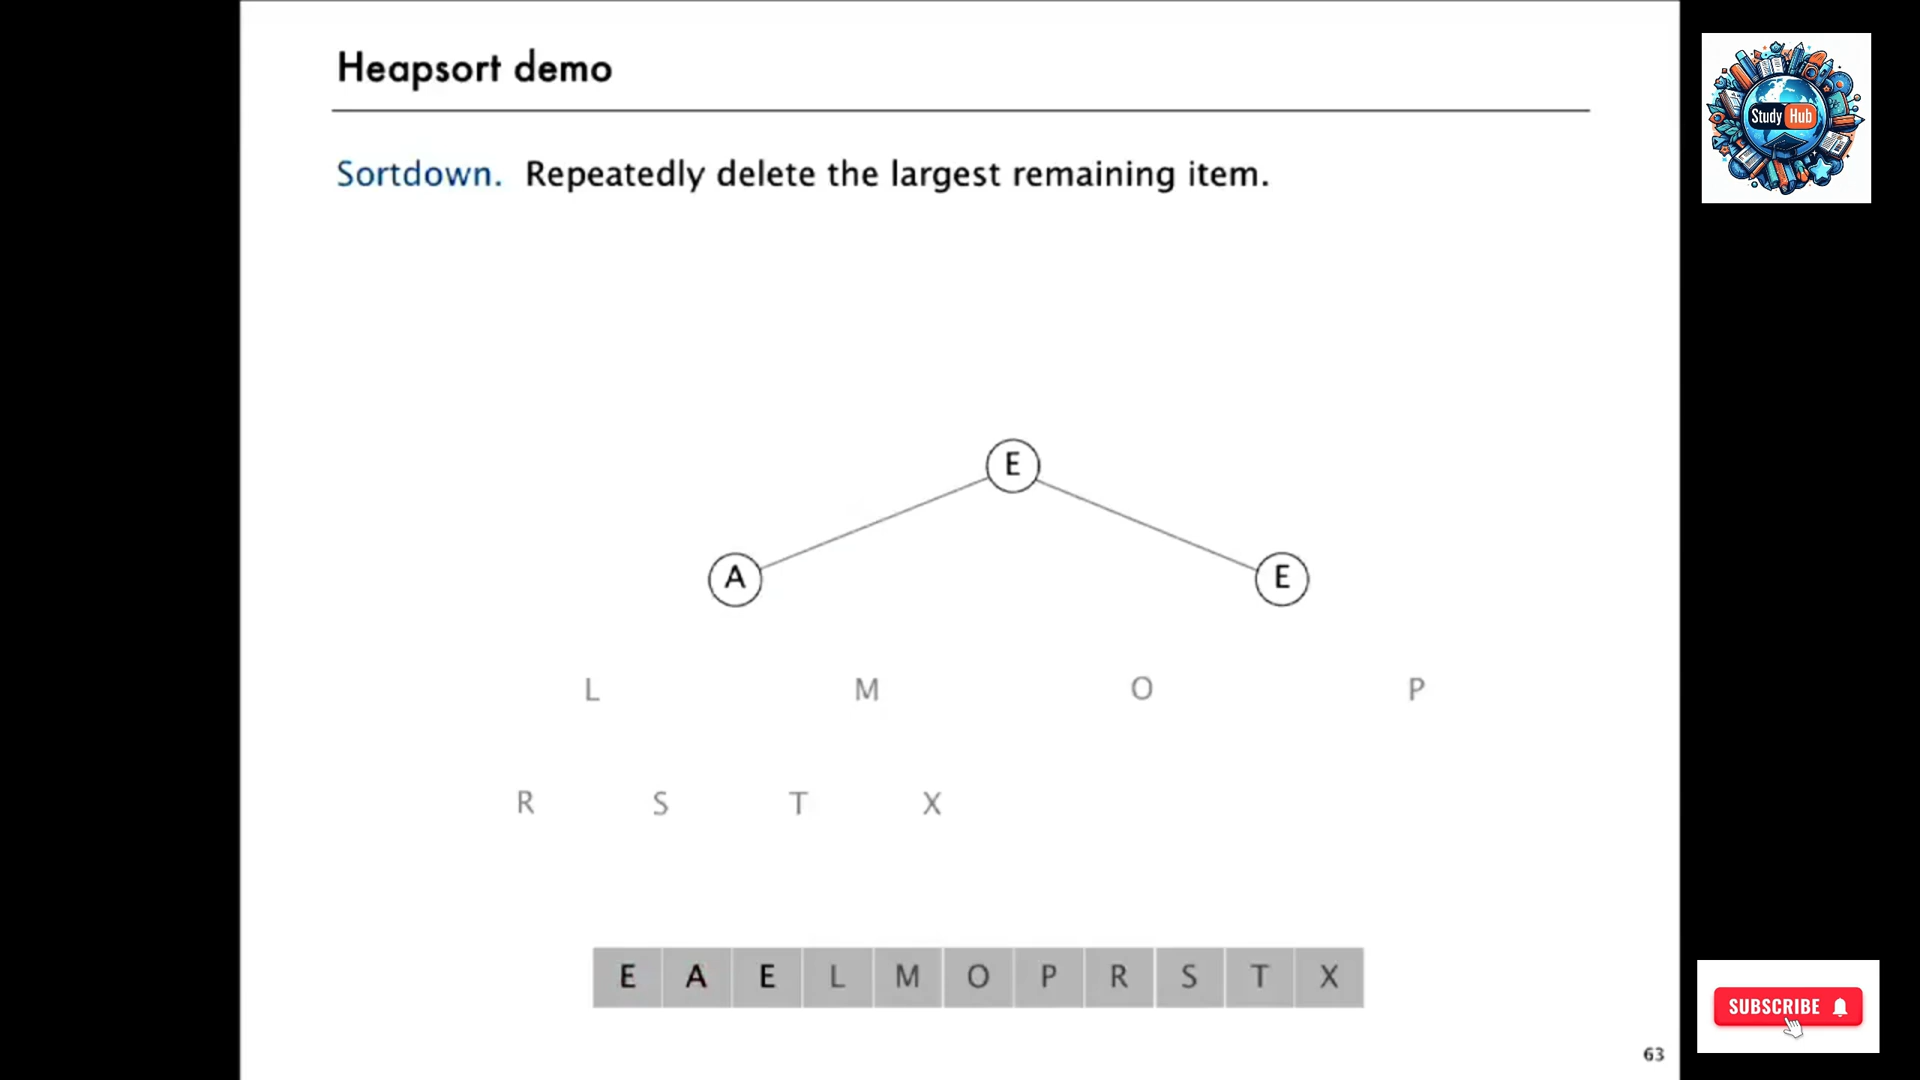 Heapsort demo
Study Hub
Sortdown. Repeatedly delete the largest remaining item.
E
A E
L M O P
R S T X
E A E L M O P R S T X
SUBSCRIBE
63